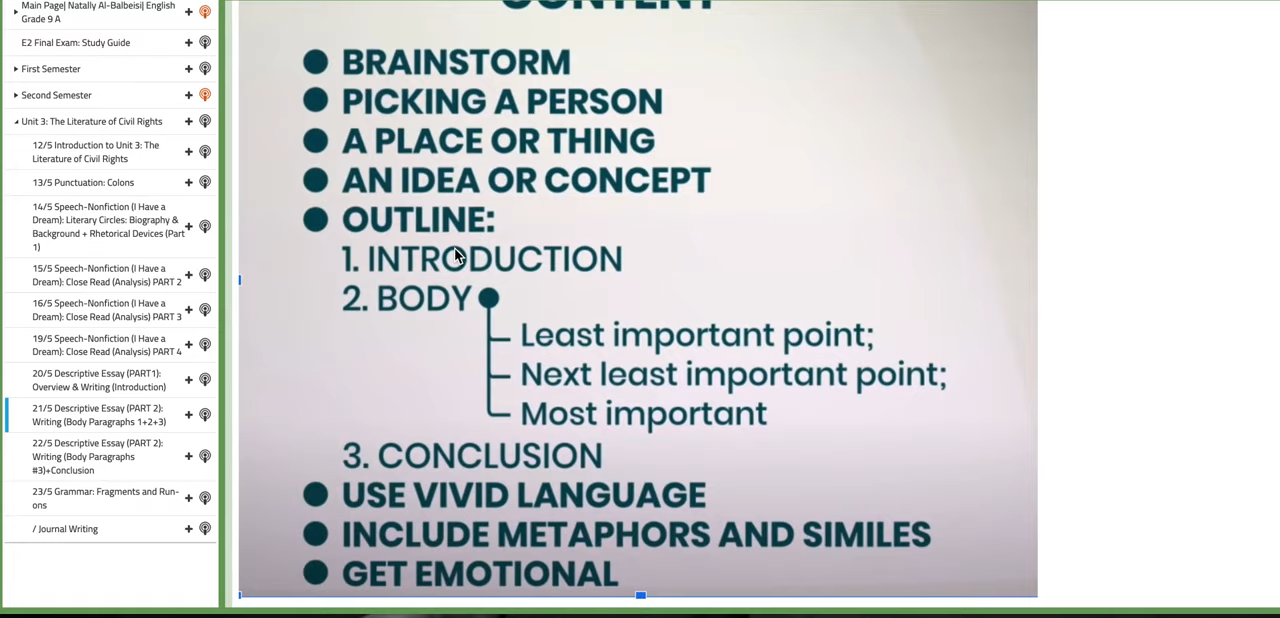 Main Page| Natally Al-Balbeisi| English
Grade 9 A
E2 Final Exam: Study Guide
First Semester
Second Semester
Unit 3: The Literature of Civil Rights
12/5 Introduction to Unit 3: The
Literature of Civil Rights
13/5 Punctuation: Colons
14/5 Speech-Nonfiction (I Have a
Dream): Literary Circles: Biography &
Background + Rhetorical Devices (Part
1)
15/5 Speech-Nonfiction (I Have a
Dream): Close Read (Analysis) PART 2
16/5 Speech-Nonfiction (I Have a
Dream): Close Read (Analysis) PART 3
19/5 Speech-Nonfiction (I Have a
Dream): Close Read (Analysis) PART 4
20/5 Descriptive Essay (PART1):
Overview & Writing (Introduction)
21/5 Descriptive Essay (PART 2):
Writing (Body Paragraphs 1+2+3)
22/5 Descriptive Essay (PART 2):
Writing (Body Paragraphs
#3)+Conclusion
23/5 Grammar: Fragments and Run-
ons
/ Journal Writing
CONTENT
BRAINSTORM
PICKING A PERSON
A PLACE OR THING
AN IDEA OR CONCEPT
OUTLINE:
1. INTRODUCTION
2. BODY
Least important point;
Next least important point;
Most important
3. CONCLUSION
USE VIVID LANGUAGE
INCLUDE METAPHORS AND SIMILES
GET EMOTIONAL